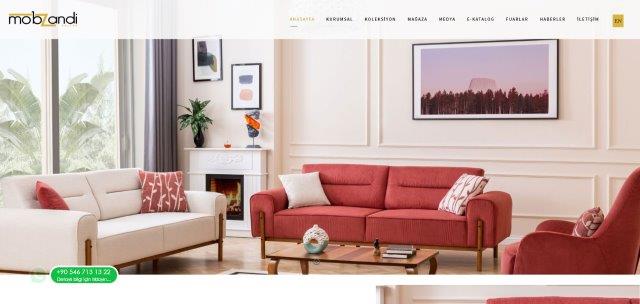 mobzandi
ANASAYFA KURUMSAL KOLEKSİYON MAĞAZA MEDYA E-KATALOG FUARLAR HABERLER İLETİŞİM EN
+90 546 713 13 22
Detaylı bilgi için tıklayın...